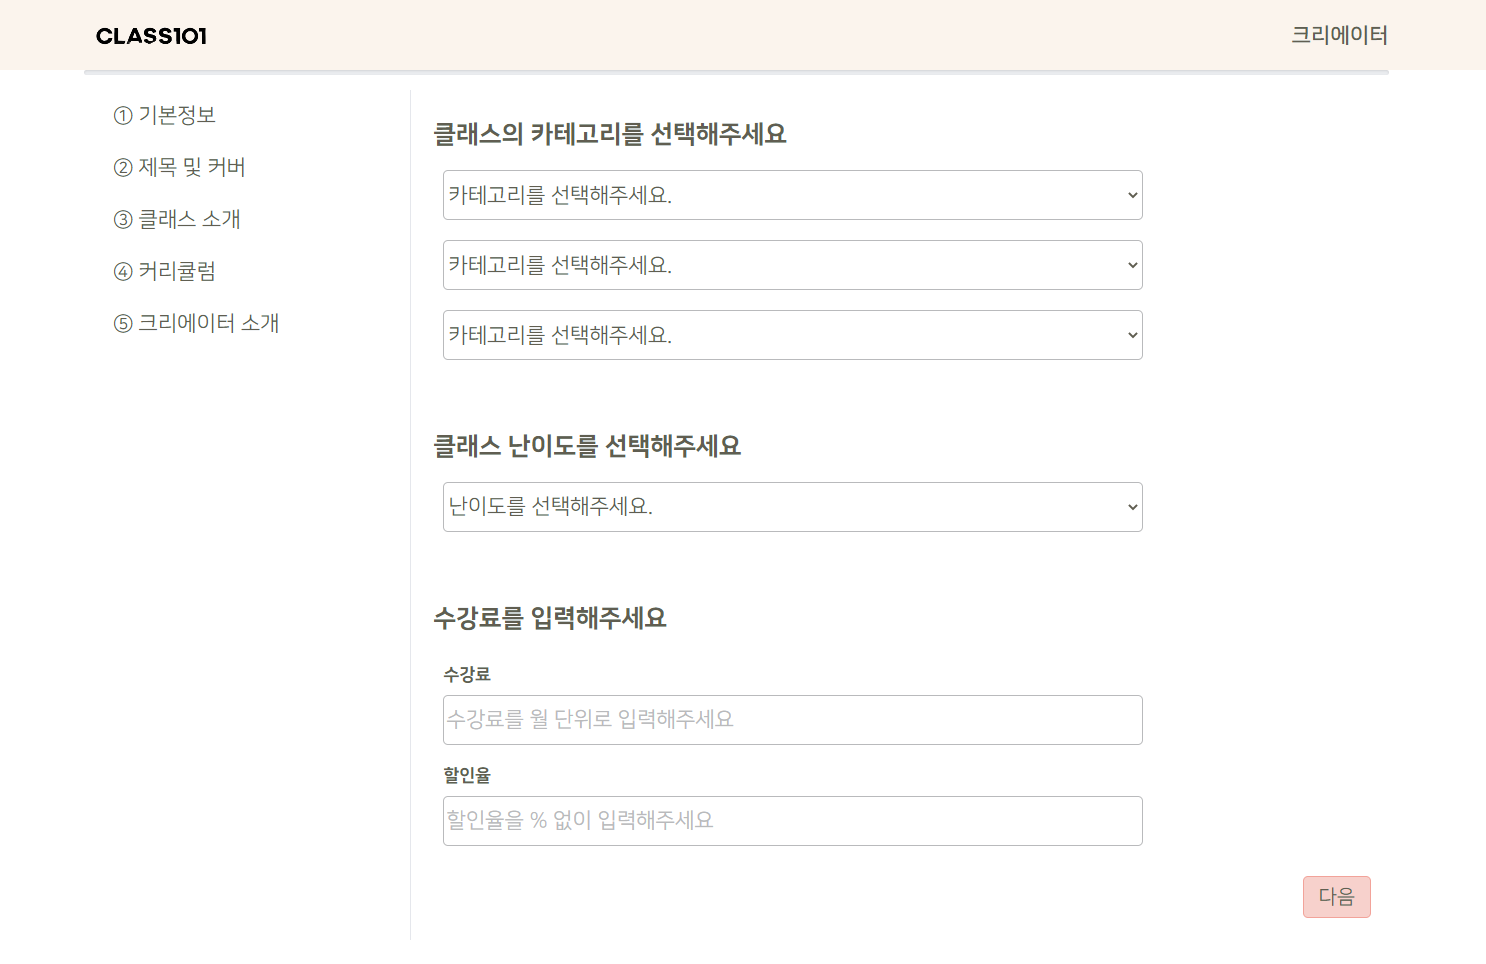 CLASS101
크리에이터
① 기본정보
② 제목 및 커버
③ 클래스 소개
④ 커리큘럼
⑤ 크리에이터 소개
클래스의 카테고리를 선택해주세요
카테고리를 선택해주세요.
카테고리를 선택해주세요.
카테고리를 선택해주세요.
클래스 난이도를 선택해주세요
난이도를 선택해주세요.
수강료를 입력해주세요
수강료
수강료를 월 단위로 입력해주세요
할인율
할인율을 % 없이 입력해주세요
다음